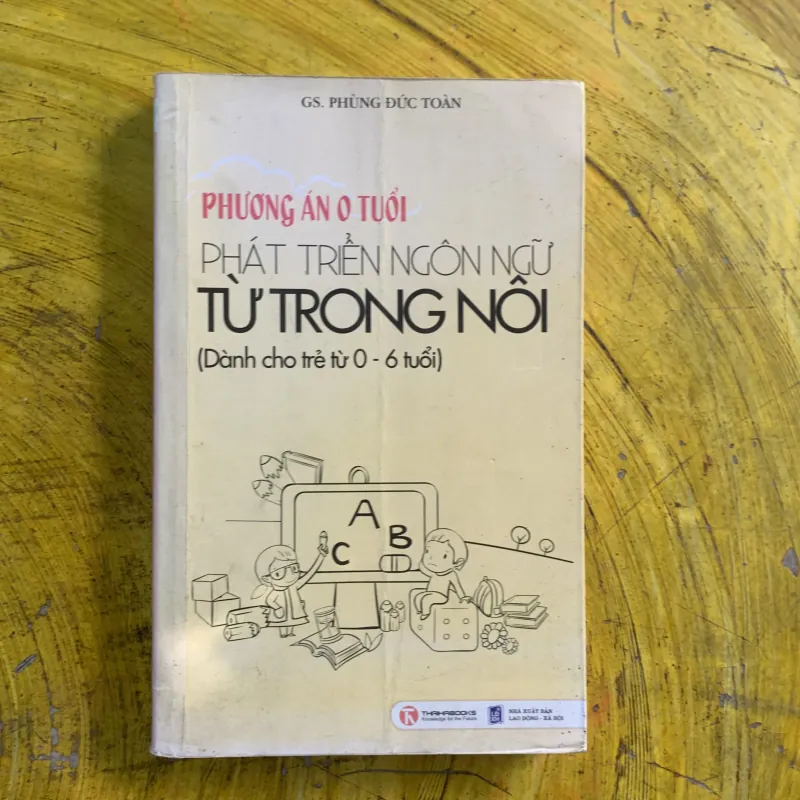 GS. PHÙNG ĐỨC TOÀN
PHƯƠNG ÁN 0 TUỔI
PHÁT TRIỂN NGÔN NGỮ
TỪ TRONG NÔI
(Dành cho trẻ từ 0 - 6 tuổi)
A
B
C
THAIHABOOKS
Knowledge for the Future
NHÀ XUẤT BẢN
LAO ĐỘNG - XÃ HỘI